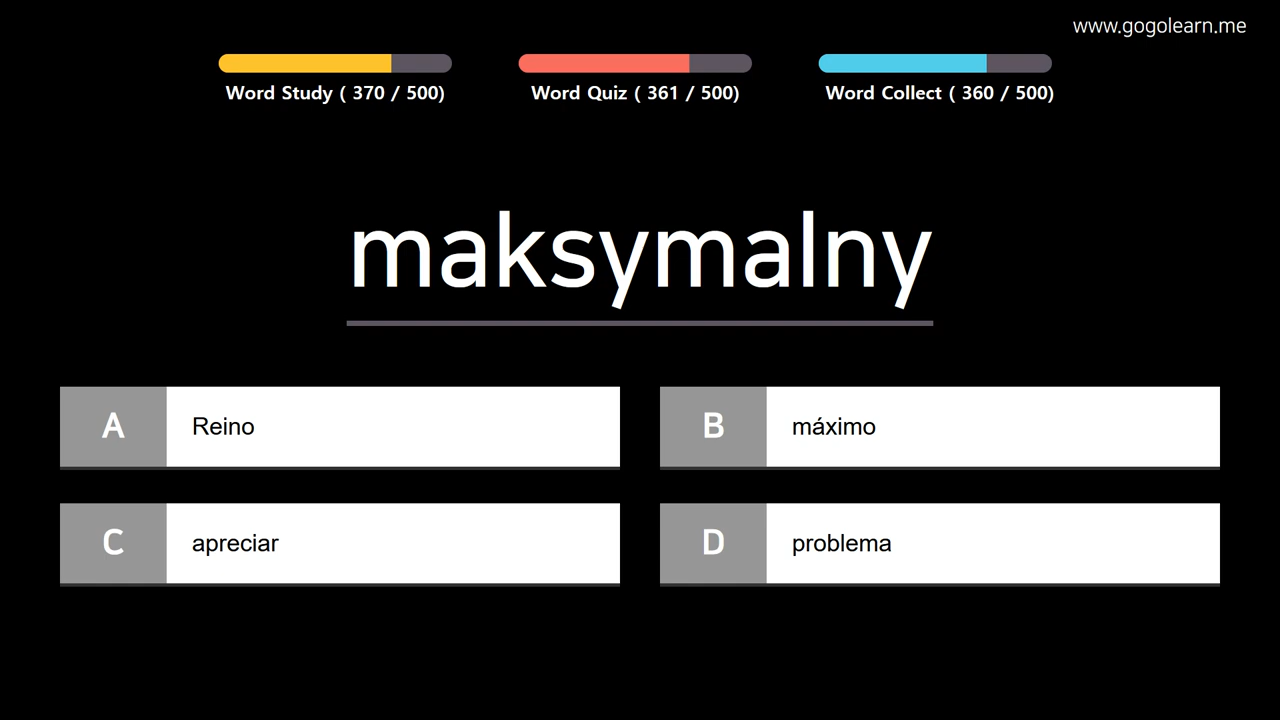 www.gogolearn.me
Word Study ( 370 / 500)
Word Quiz ( 361 / 500)
Word Collect ( 360 / 500)
maksymalny
A Reino
B máximo
C apreciar
D problema